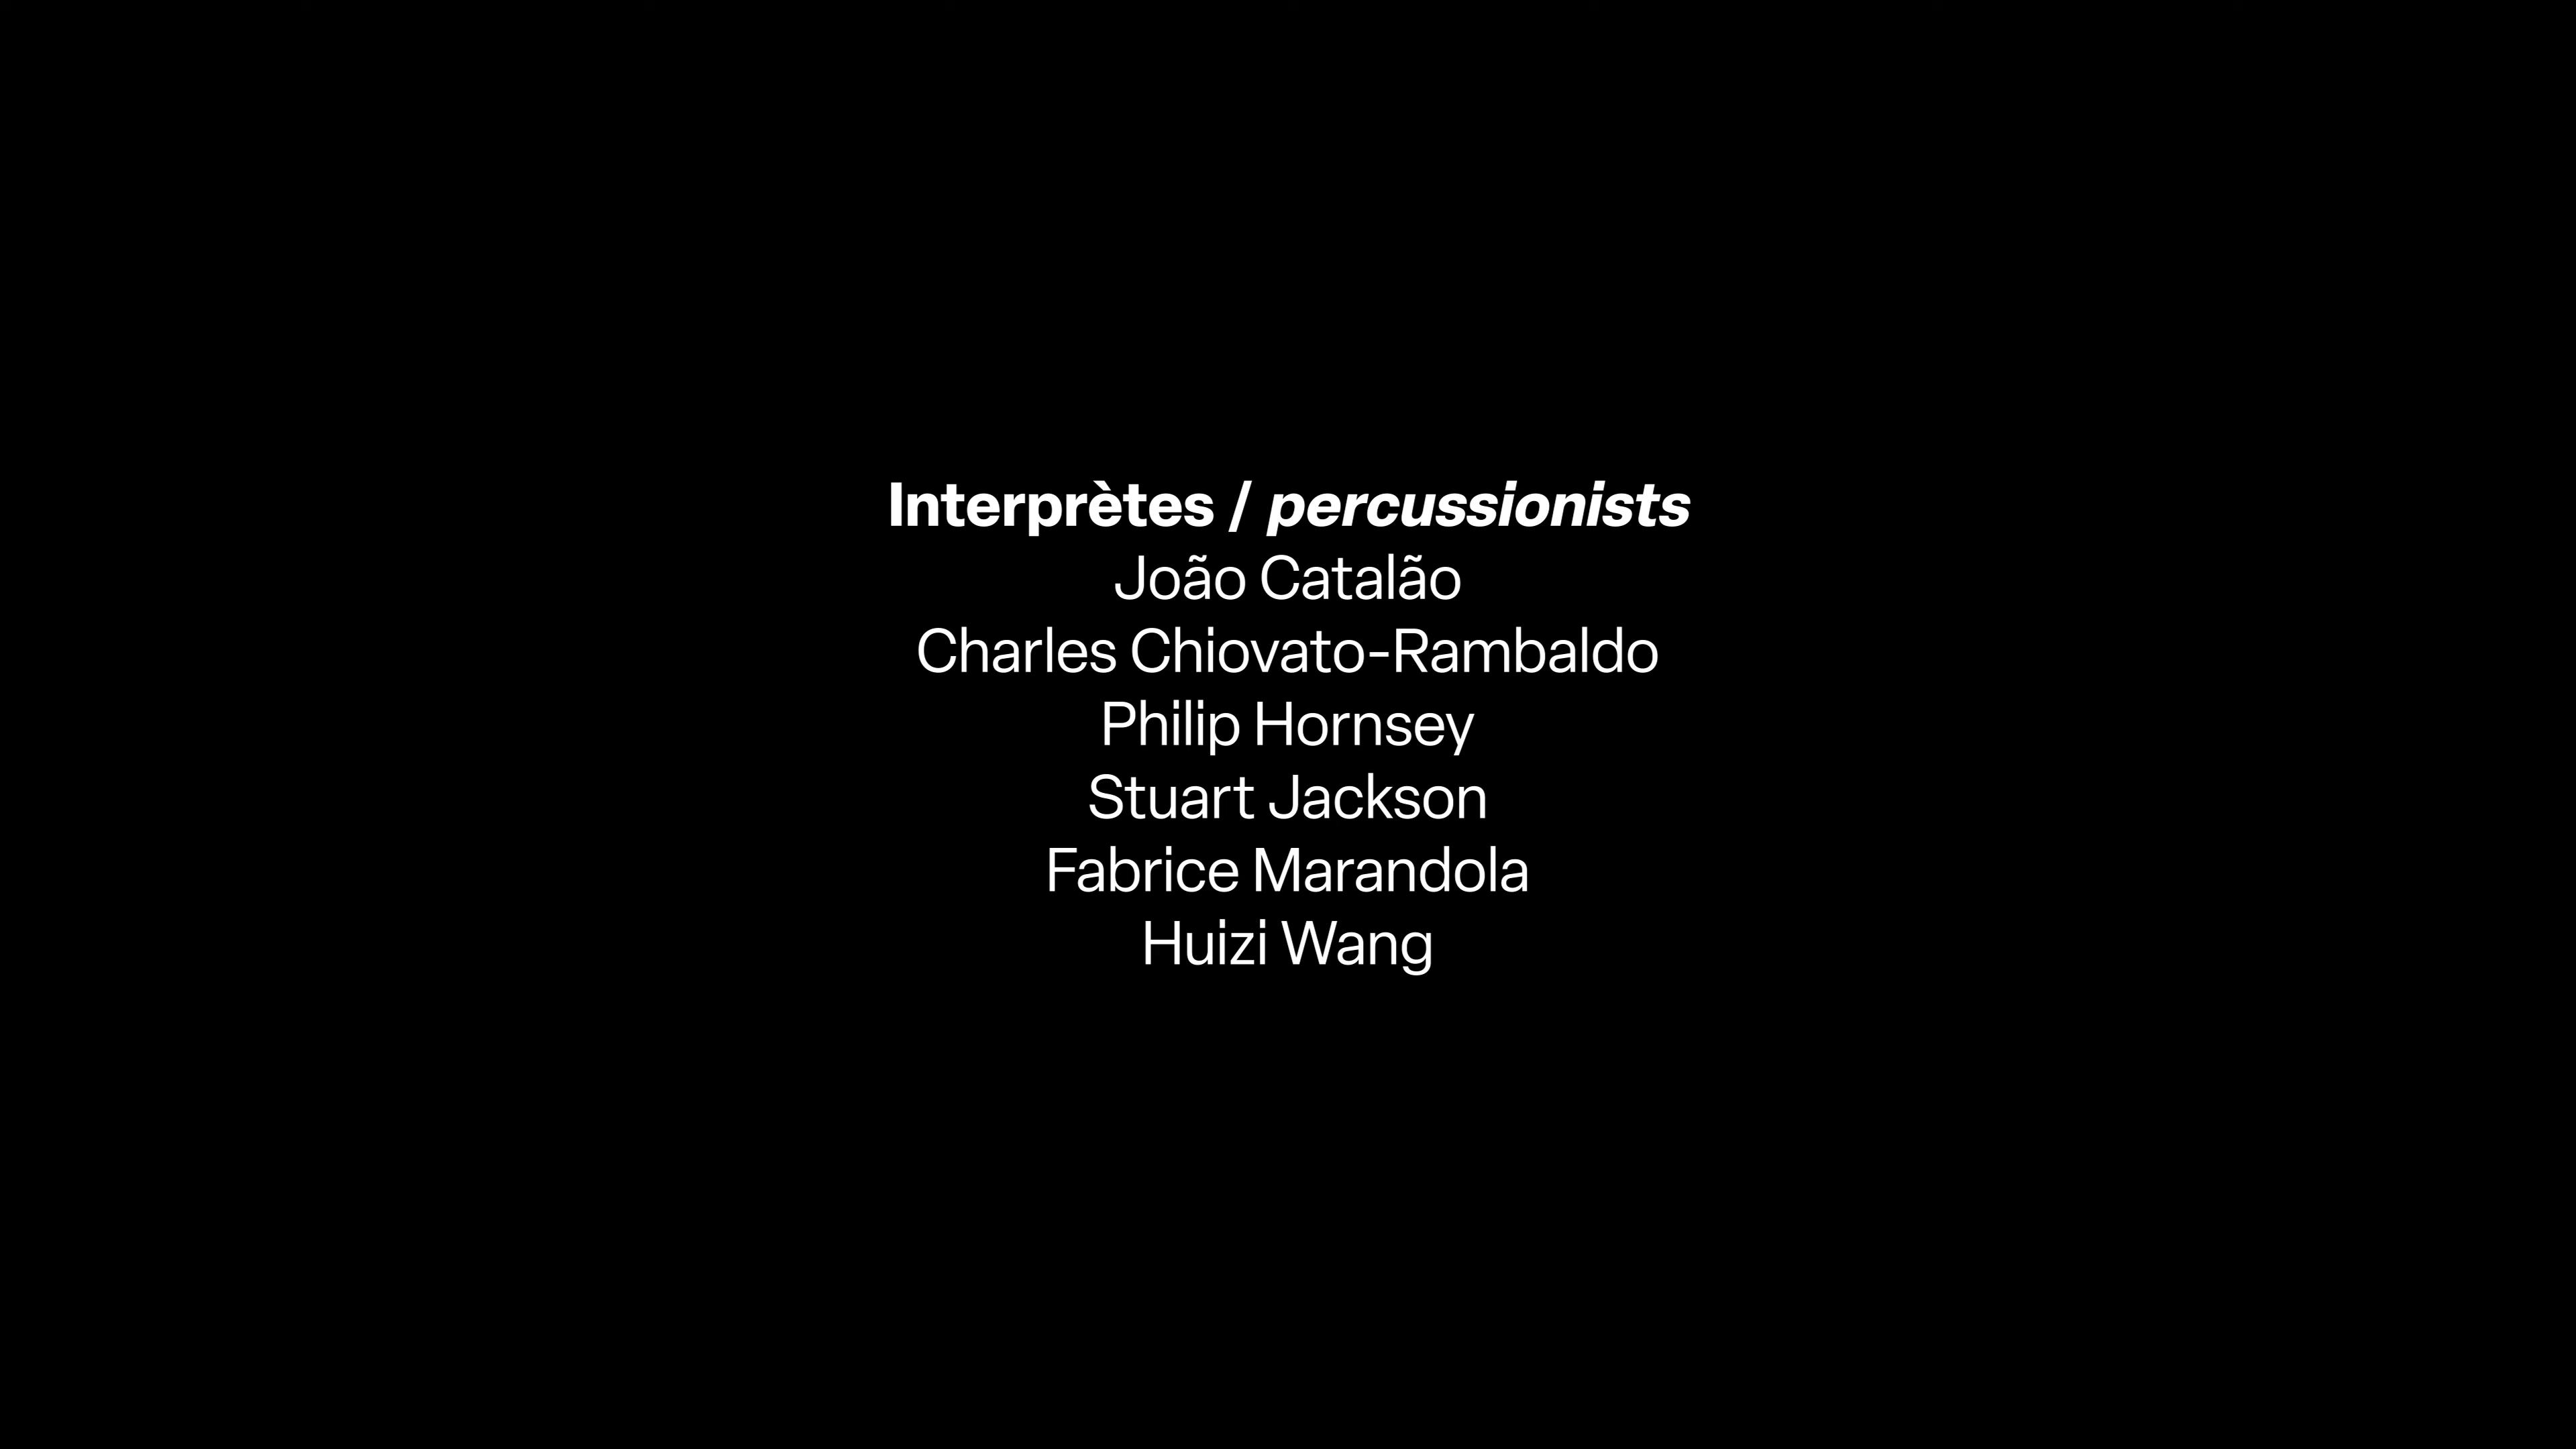 Interprètes / percussionists
João Catalão
Charles Chiovato-Rambaldo
Philip Hornsey
Stuart Jackson
Fabrice Marandola
Huizi Wang